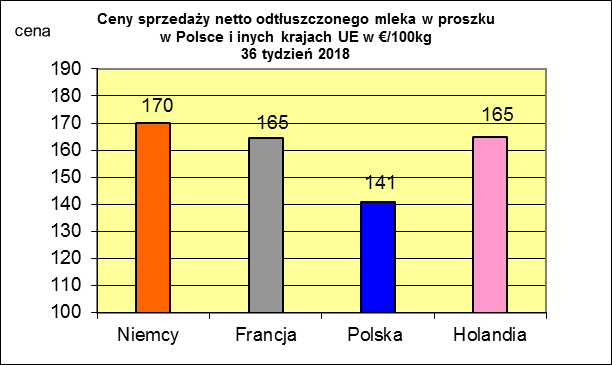 Ceny sprzedaży netto odtłuszczonego mleka w proszku
w Polsce i inych krajach UE w €/100kg
36 tydzień 2018
cena
190
180
170
160
150
140
130
120
110
100
170
165
141
165
Niemcy
Francja
Polska
Holandia